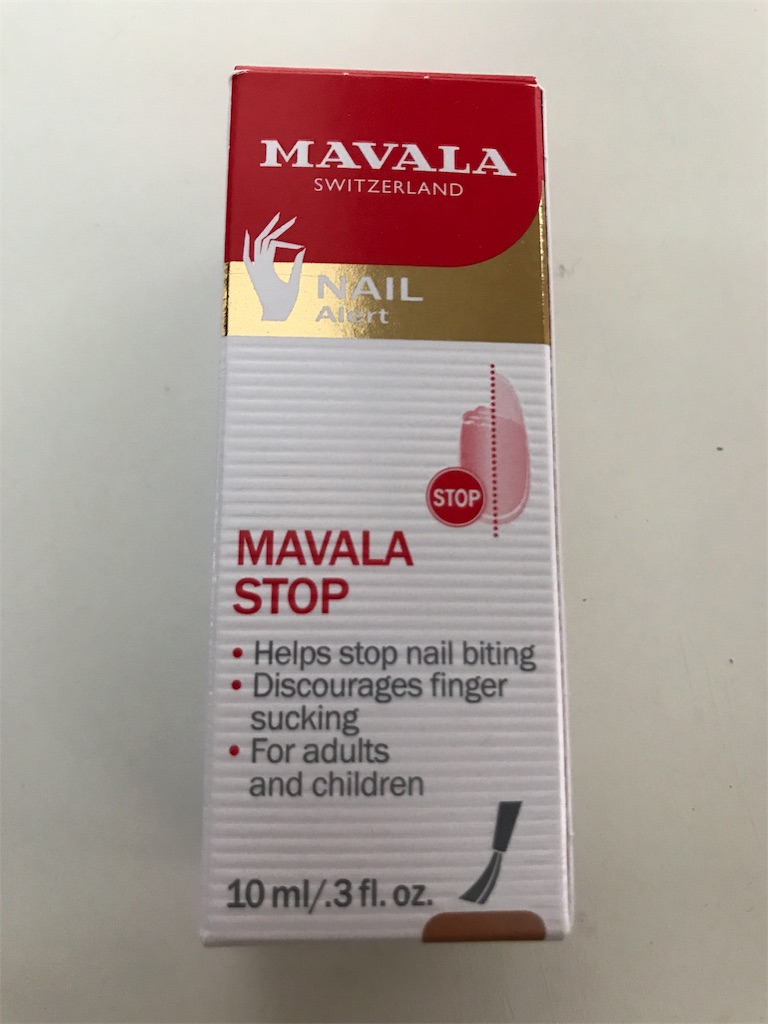 MAVALA
SWITZERLAND
NAIL
Alert
STOP
MAVALA
STOP
• Helps stop nail biting
• Discourages finger
sucking
• For adults
and children
10 ml/.3 fl. oz.